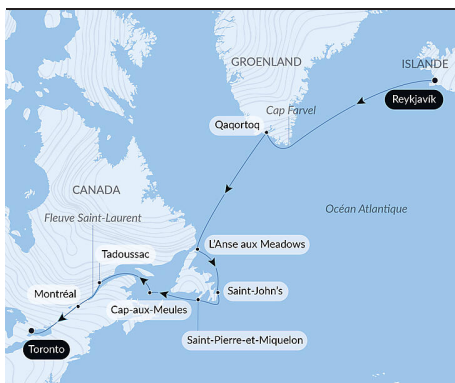 GROENLAND
ISLANDE
Reykjavík
Cap Farvel
Qaqortoq
CANADA
Océan Atlantique
Fleuve Saint-Laurent
L'Anse aux Meadows
Tadoussac
Montréal
Saint-John's
Cap-aux-Meules
Saint-Pierre-et-Miquelon
Toronto